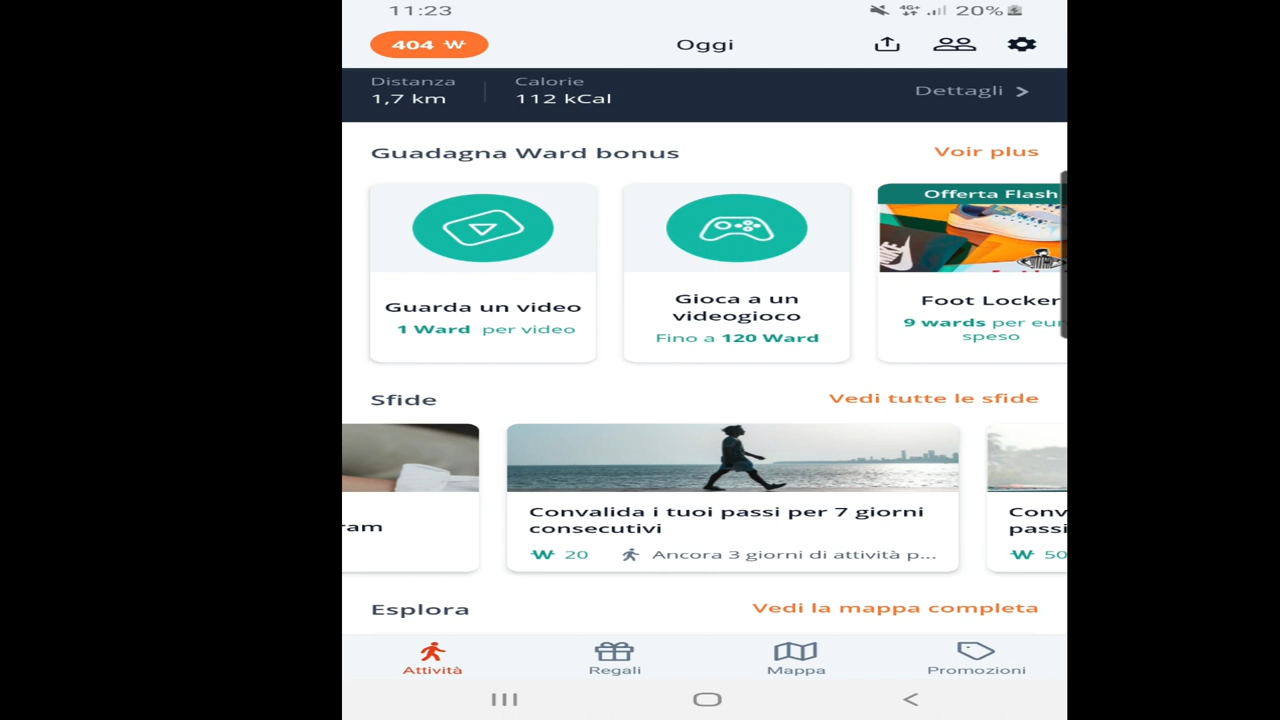 11:23
4G+ 20%
404 W
Oggi
Distanza
1,7 km
Calorie
112 kCal
Dettagli
Guadagna Ward bonus
Voir plus
Guarda un video
1 Ward per video
Gioca a un
videogioco
Fino a 120 Ward
Offerta Flash
Foot Locker
9 wards per eur
speso
Sfide
Vedi tutte le sfide
ram
Convalida i tuoi passi per 7 giorni
consecutivi
W 20 Ancora 3 giorni di attività p...
Conv
passi
W 50
Esplora
Vedi la mappa completa
Attività
Regali
Mappa
Promozioni